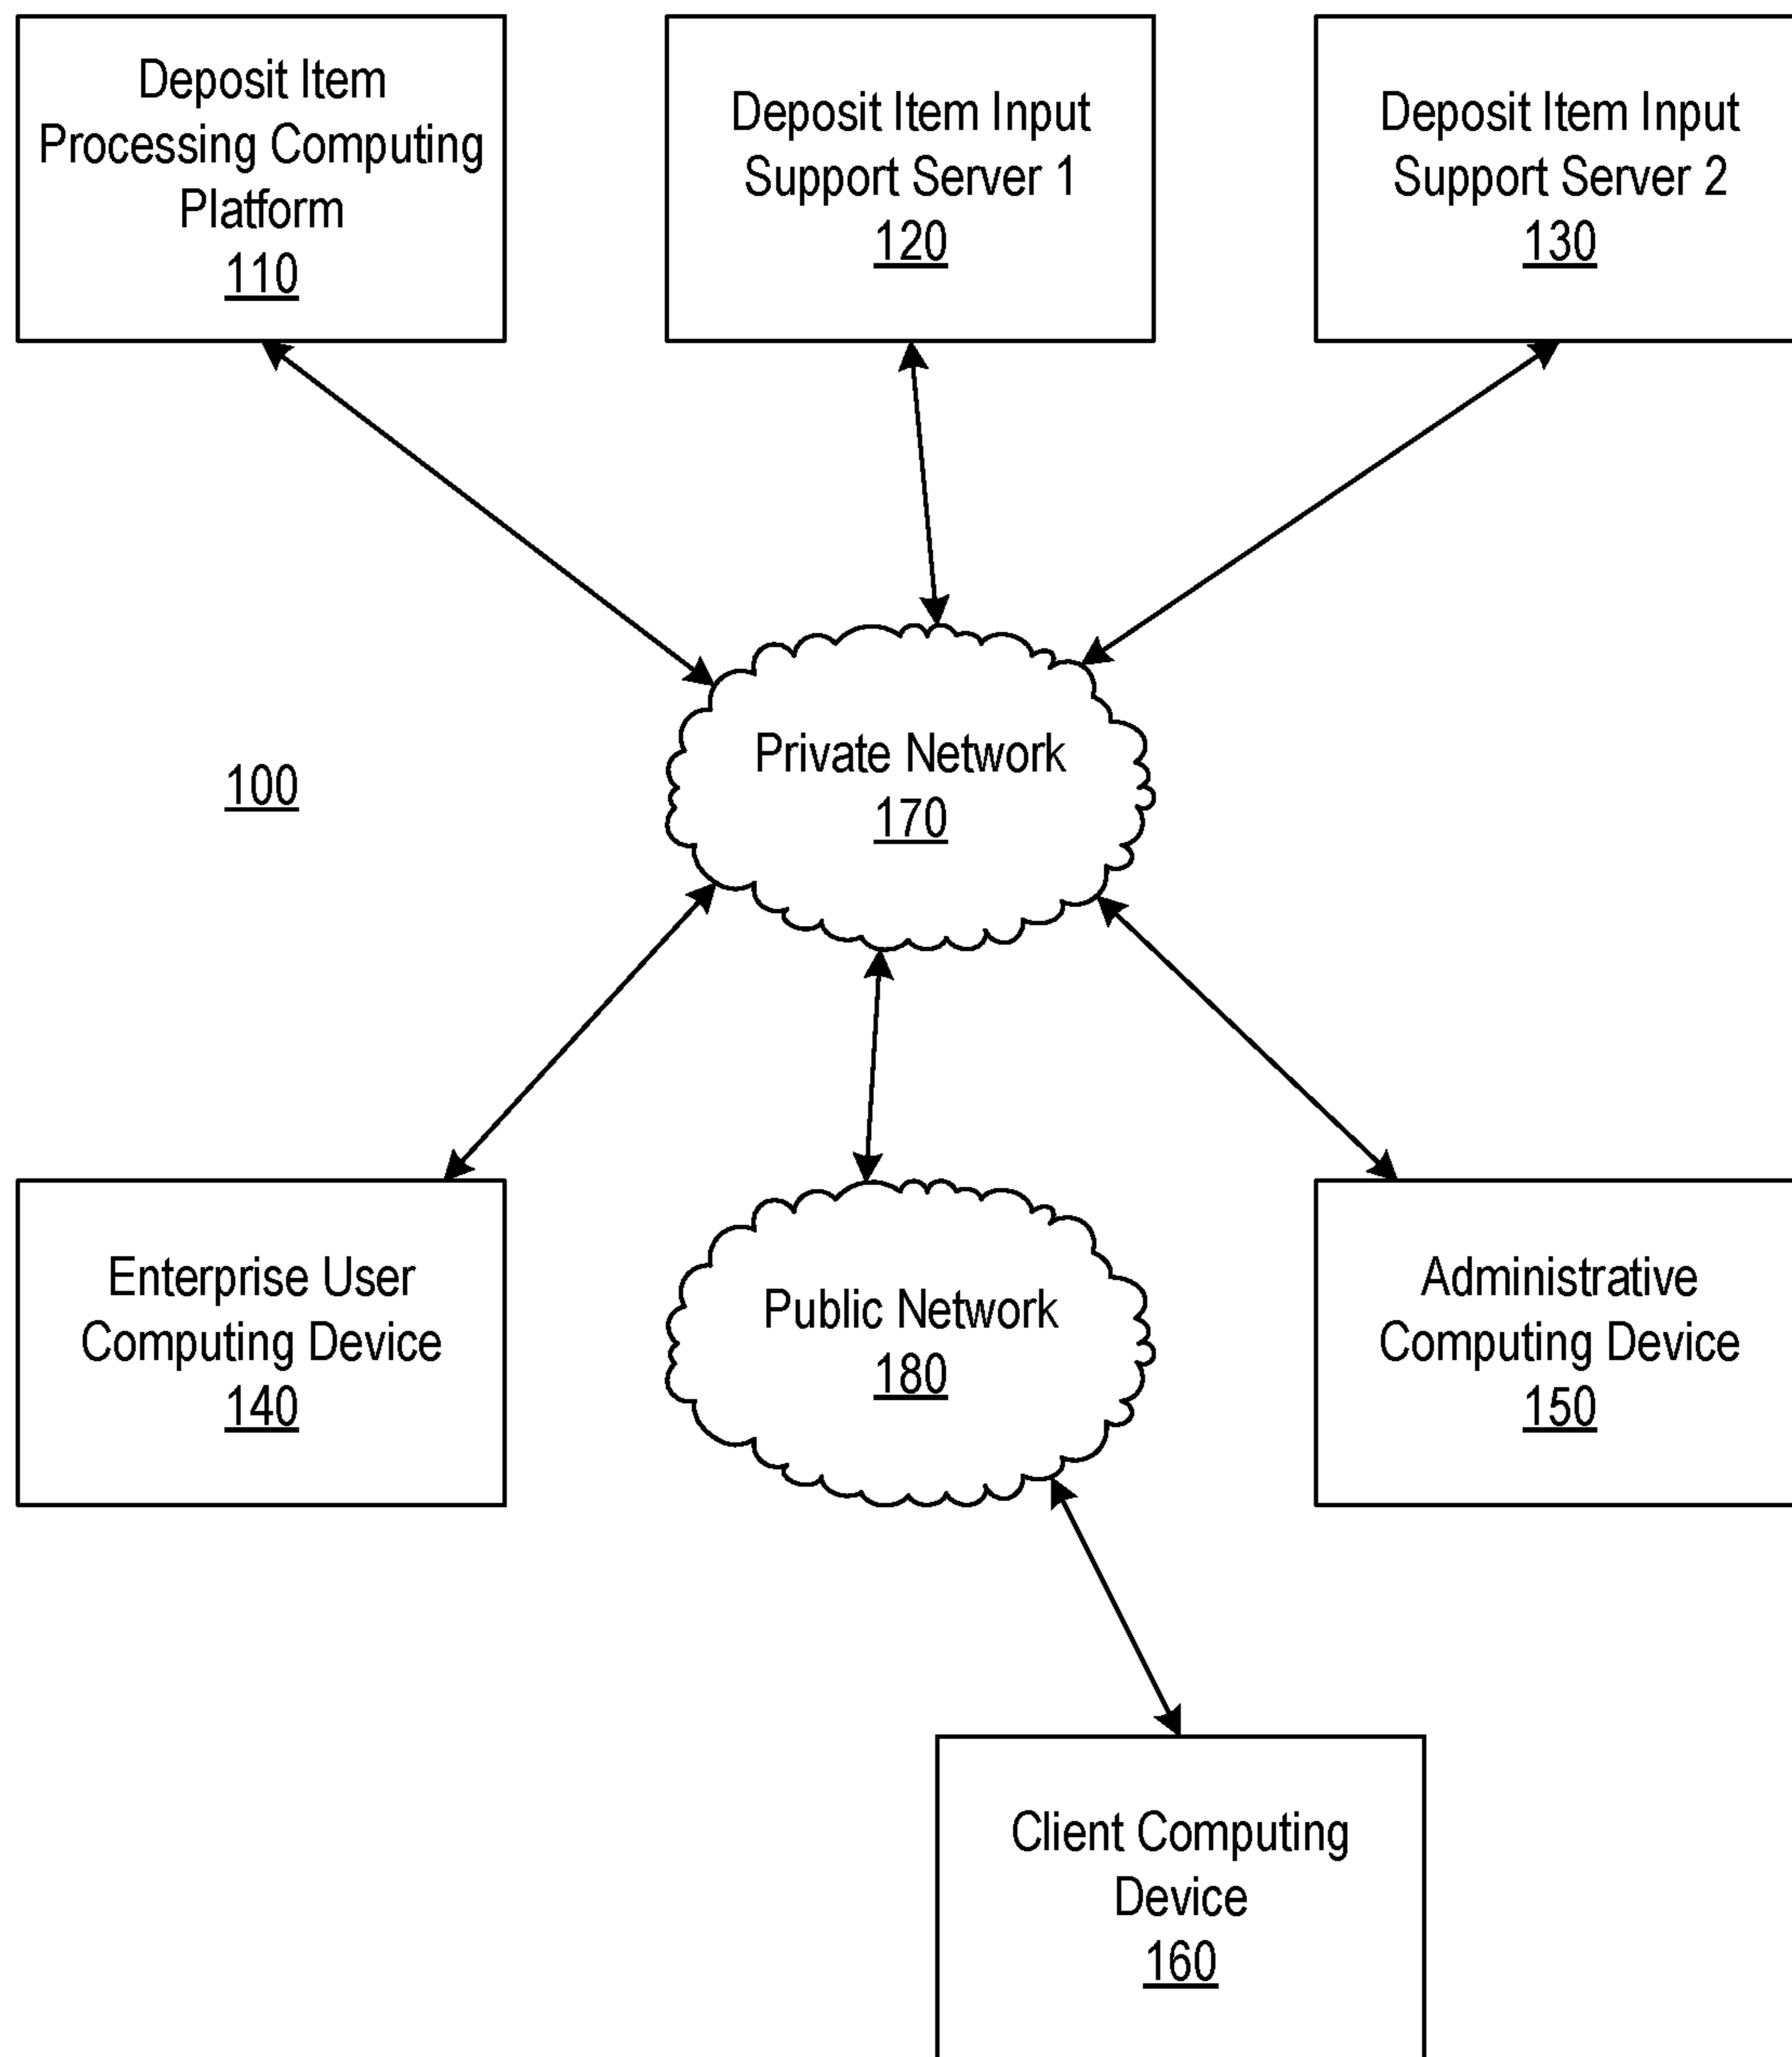 Deposit Item
Processing Computing
Platform
110
Deposit Item Input
Support Server 1
120
Deposit Item Input
Support Server 2
130
100
Private Network
170
Enterprise User
Computing Device
140
Public Network
180
Administrative
Computing Device
150
Client Computing
Device
160